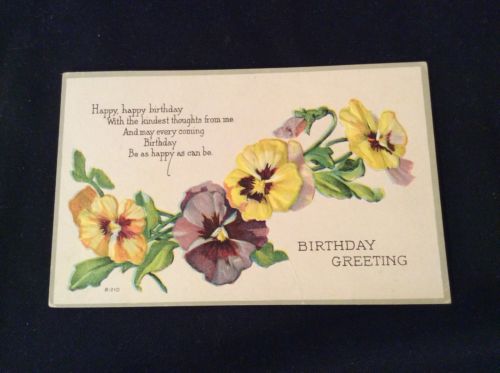 Happy, happy birthday
With the kindest thoughts from me
And may every coming
Birthday
Be as happy as can be.
BIRTHDAY
GREETING
B-210